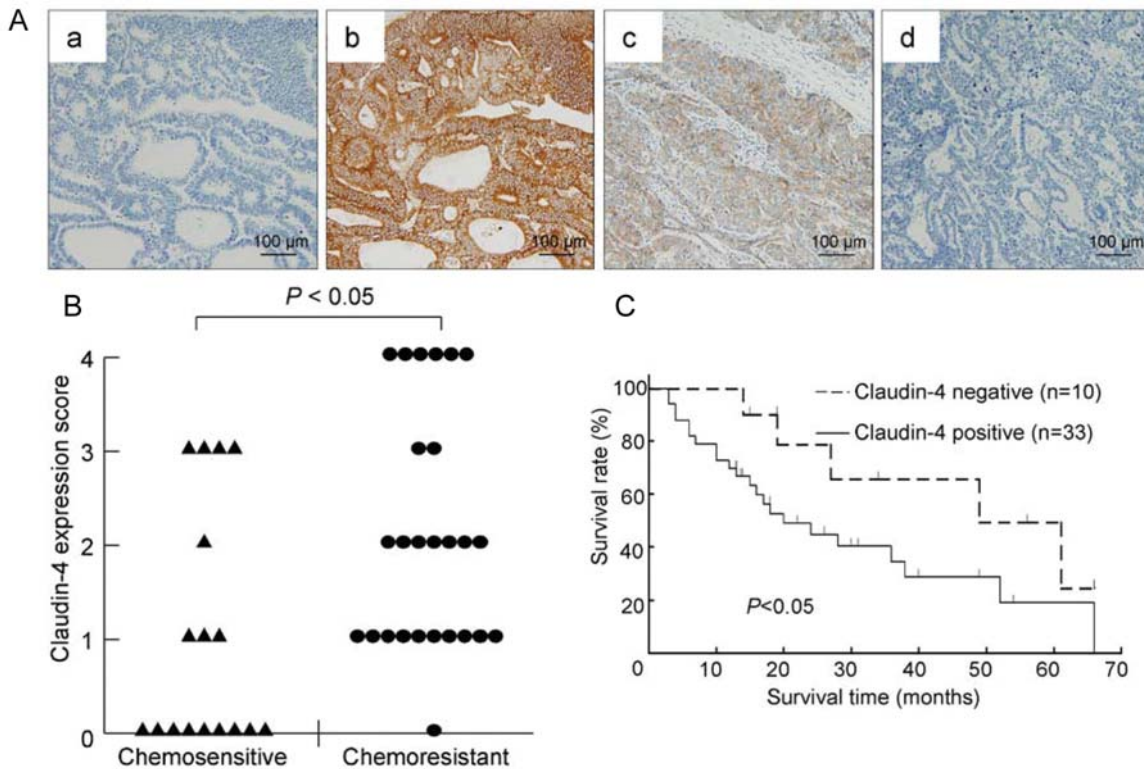 A
a
b
c
d
100 µm
100 µm
100 µm
100 µm
B
P < 0.05
Claudin-4 expression score
4
3
2
1
0
Chemosensitive
Chemoresistant
C
Survival rate (%)
100
80
60
40
20
0
10
20
30
40
50
60
70
Survival time (months)
Claudin-4 negative (n=10)
Claudin-4 positive (n=33)
P<0.05